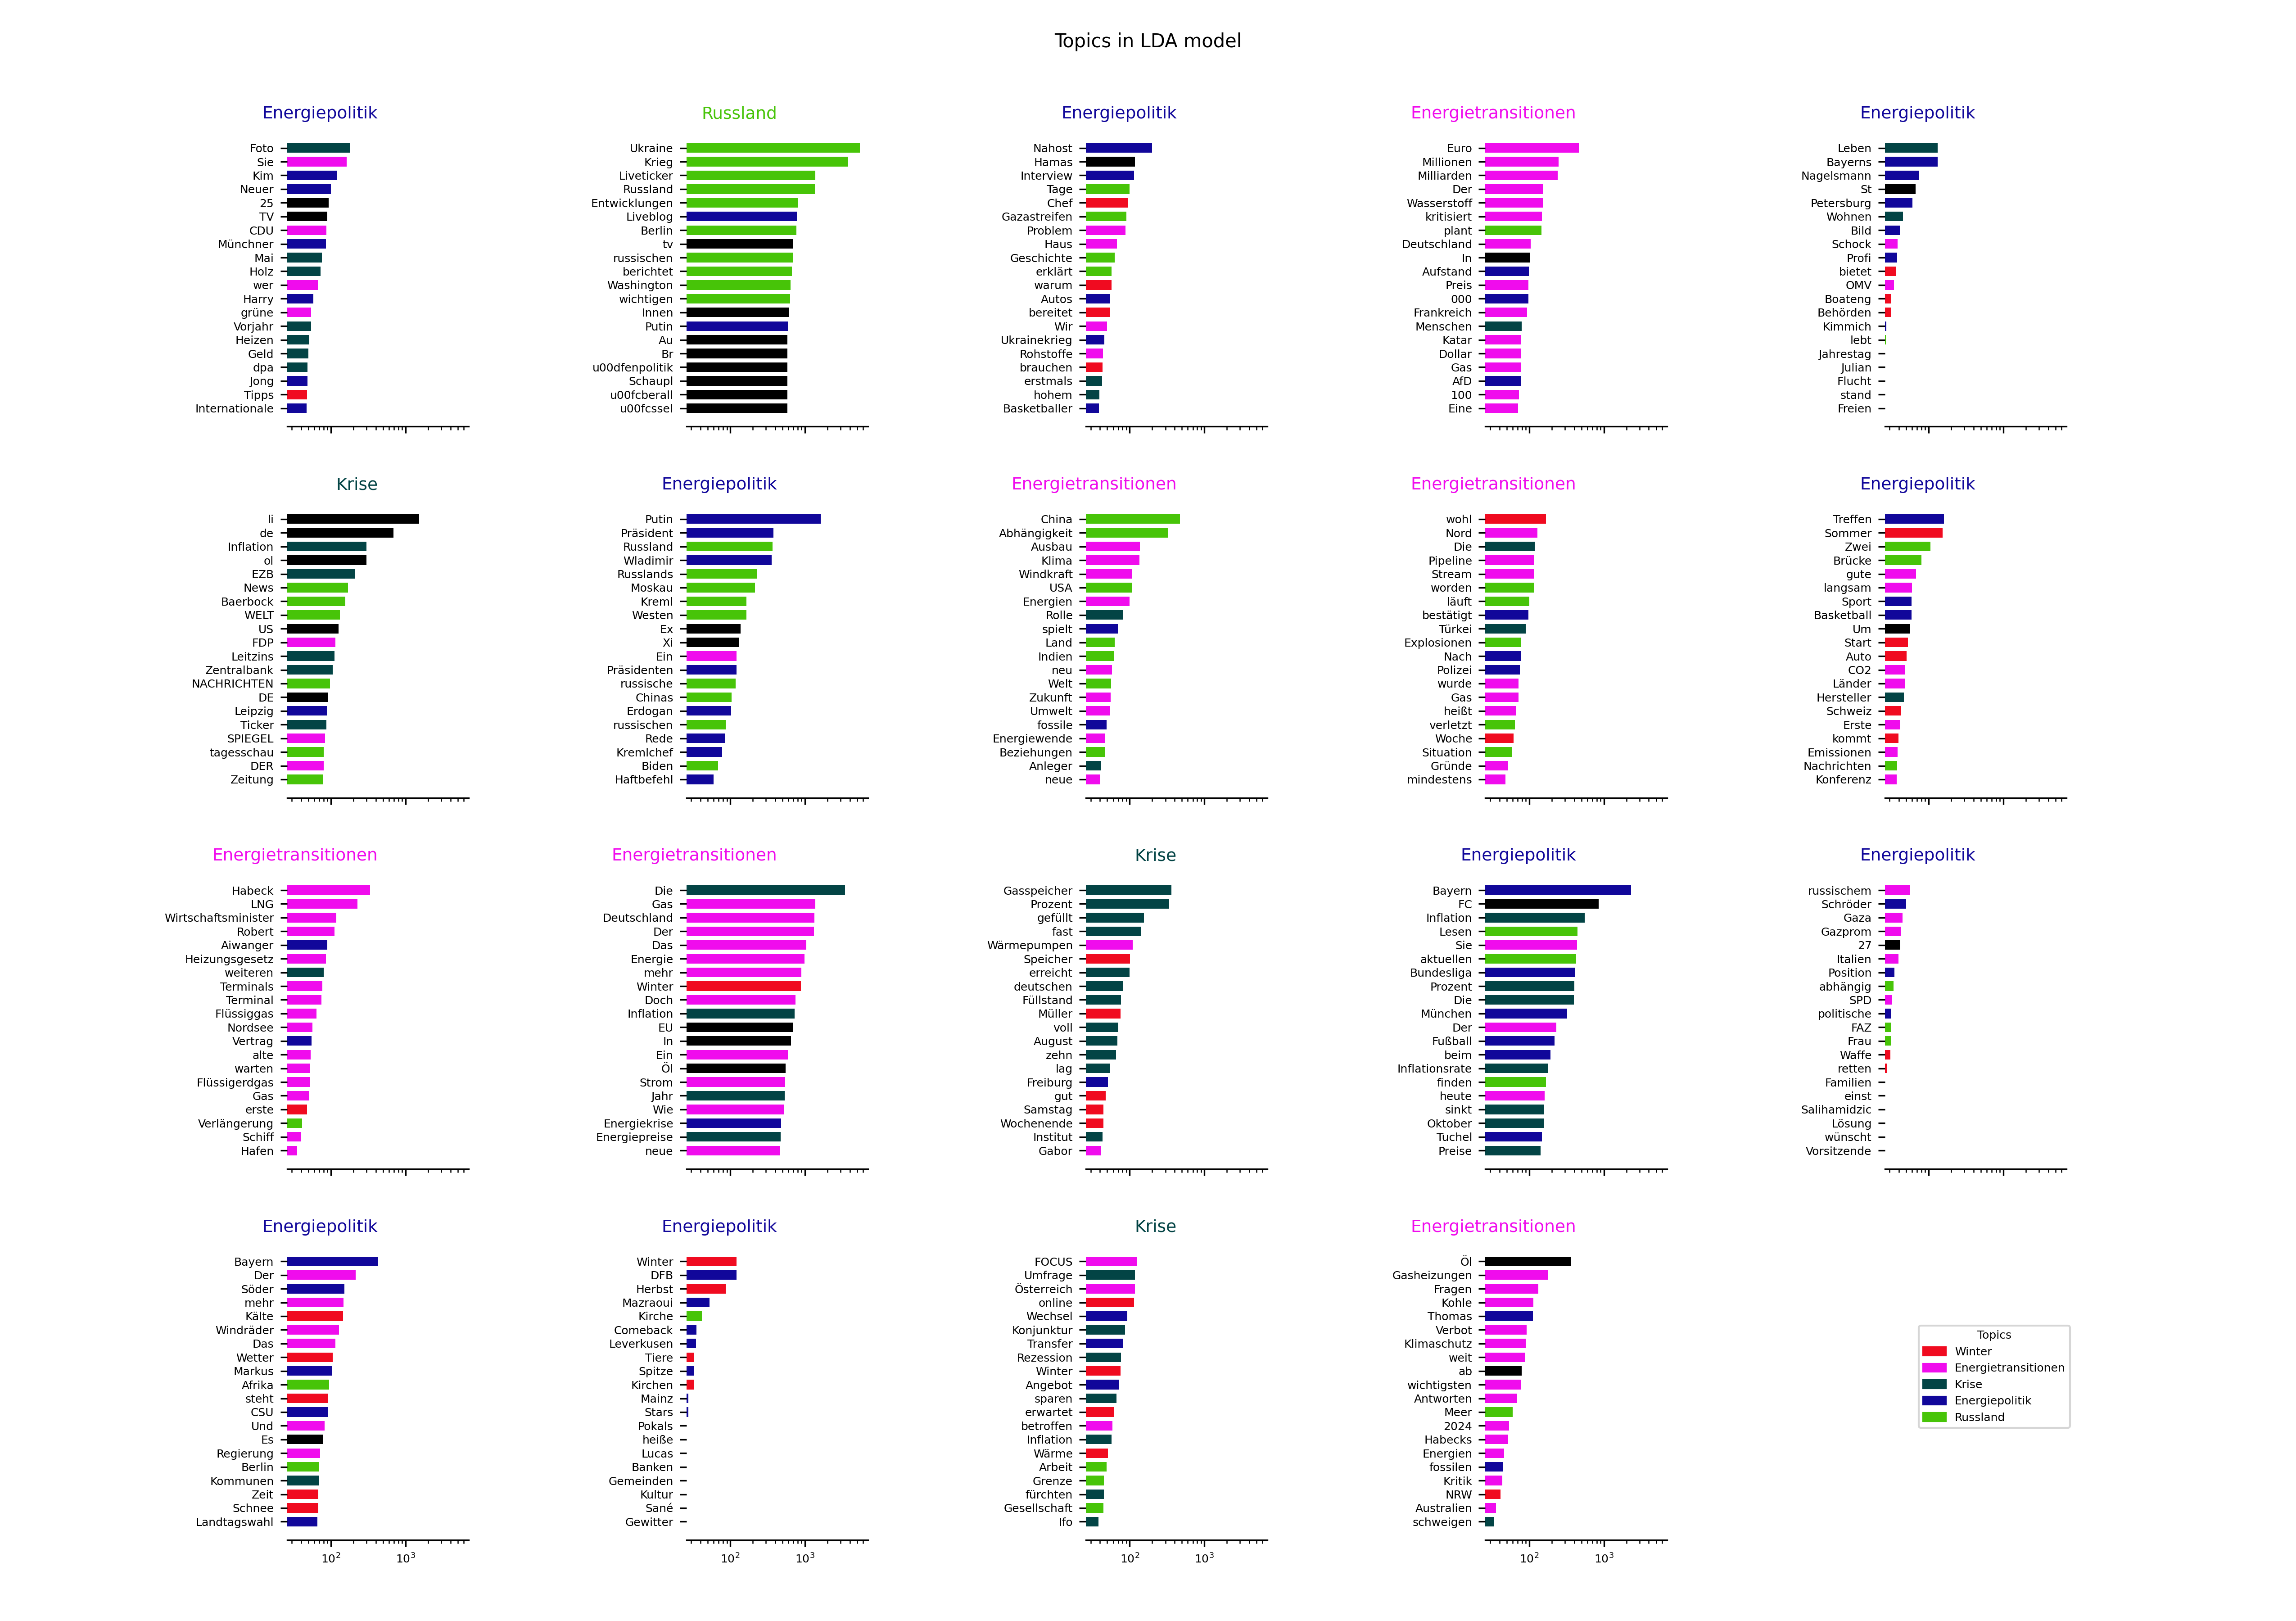 Topics in LDA model
Energiepolitik
Foto
Sie
Kim
Neuer
25
TV
CDU
Münchner
Mai
Holz
wer
Harry
grüne
Vorjahr
Heizen
Geld
dpa
Jong
Tipps
Internationale
Russland
Ukraine
Krieg
Liveticker
Russland
Entwicklungen
Liveblog
Berlin
tv
russischen
berichtet
Washington
wichtigen
Innen
Putin
Au
Br
u00dfenpolitik
Schaupl
u00fcberall
u00fcssel
Energiepolitik
Nahost
Hamas
Interview
Tage
Chef
Gazastreifen
Problem
Haus
Geschichte
erklärt
warum
Autos
bereitet
Wir
Ukrainekrieg
Rohstoffe
brauchen
erstmals
hohem
Basketballer
Energietransitionen
Euro
Millionen
Milliarden
Der
Wasserstoff
kritisiert
plant
Deutschland
In
Aufstand
Preis
000
Frankreich
Menschen
Katar
Dollar
Gas
AfD
100
Eine
Energiepolitik
Leben
Bayerns
Nagelsmann
St
Petersburg
Wohnen
Bild
Schock
Profi
bietet
OMV
Boateng
Behörden
Kimmich
lebt
Jahrestag
Julian
Flucht
stand
Freien
Krise
li
de
Inflation
ol
EZB
News
Baerbock
WELT
US
FDP
Leitzins
Zentralbank
NACHRICHTEN
DE
Leipzig
Ticker
SPIEGEL
tagesschau
DER
Zeitung
Energiepolitik
Putin
Präsident
Russland
Wladimir
Russlands
Moskau
Kreml
Westen
Ex
Xi
Ein
Präsidenten
russische
Chinas
Erdogan
russischen
Rede
Kremlchef
Biden
Haftbefehl
Energietransitionen
China
Abhängigkeit
Ausbau
Klima
Windkraft
USA
Energien
Rolle
spielt
Land
Indien
neu
Welt
Zukunft
Umwelt
fossile
Energiewende
Beziehungen
Anleger
neue
Energietransitionen
wohl
Nord
Die
Pipeline
Stream
worden
läuft
bestätigt
Türkei
Explosionen
Nach
Polizei
wurde
Gas
heißt
verletzt
Woche
Situation
Gründe
mindestens
Energiepolitik
Treffen
Sommer
Zwei
Brücke
gute
langsam
Sport
Basketball
Um
Start
Auto
CO2
Länder
Hersteller
Schweiz
Erste
kommt
Emissionen
Nachrichten
Konferenz
Energietransitionen
Habeck
LNG
Wirtschaftsminister
Robert
Aiwanger
Heizungsgesetz
weiteren
Terminals
Terminal
Flüssiggas
Nordsee
Vertrag
alte
warten
Flüssigerdgas
Gas
erste
Verlängerung
Schiff
Hafen
Energietransitionen
Die
Gas
Deutschland
Der
Das
Energie
mehr
Winter
Doch
Inflation
EU
In
Ein
Öl
Strom
Jahr
Wie
Energiekrise
Energiepreise
neue
Krise
Gasspeicher
Prozent
gefüllt
fast
Wärmepumpen
Speicher
erreicht
deutschen
Füllstand
Müller
voll
August
zehn
lag
Freiburg
gut
Samstag
Wochenende
Institut
Gabor
Energiepolitik
Bayern
FC
Inflation
Lesen
Sie
aktuellen
Bundesliga
Prozent
Die
München
Der
Fußball
beim
Inflationsrate
finden
heute
sinkt
Oktober
Tuchel
Preise
Energiepolitik
russischem
Schröder
Gaza
Gazprom
27
Italien
Position
abhängig
SPD
politische
FAZ
Frau
Waffe
retten
Familien
einst
Salihamidzic
Lösung
wünscht
Vorsitzende
Energiepolitik
Bayern
Der
Söder
mehr
Kälte
Windräder
Das
Wetter
Markus
Afrika
steht
CSU
Und
Es
Regierung
Berlin
Kommunen
Zeit
Schnee
Landtagswahl
10² 10³
Energiepolitik
Winter
DFB
Herbst
Mazraoui
Kirche
Comeback
Leverkusen
Tiere
Spitze
Kirchen
Mainz
Stars
Pokals
heiße
Lucas
Banken
Gemeinden
Kultur
Sané
Gewitter
10² 10³
Krise
FOCUS
Umfrage
Österreich
online
Wechsel
Konjunktur
Transfer
Rezession
Winter
Angebot
sparen
erwartet
betroffen
Inflation
Wärme
Arbeit
Grenze
fürchten
Gesellschaft
Ifo
10² 10³
Energietransitionen
Öl
Gasheizungen
Fragen
Kohle
Thomas
Verbot
Klimaschutz
weit
ab
wichtigsten
Antworten
Meer
2024
Habecks
Energien
fossilen
Kritik
NRW
Australien
schweigen
10² 10³
Topics
Winter
Energietransitionen
Krise
Energiepolitik
Russland